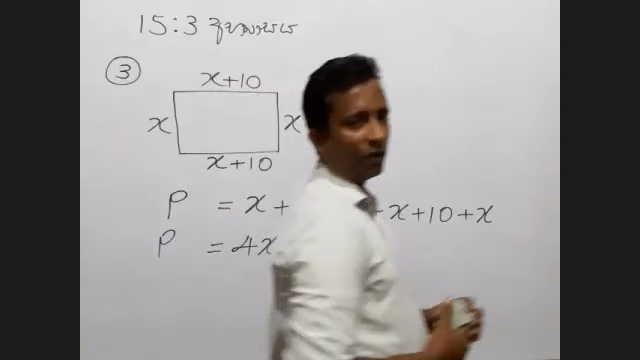 15:3 අභ්‍යාසය
3
x+10
x
x
x+10
P = x + + x + 10 + x
P = 4x